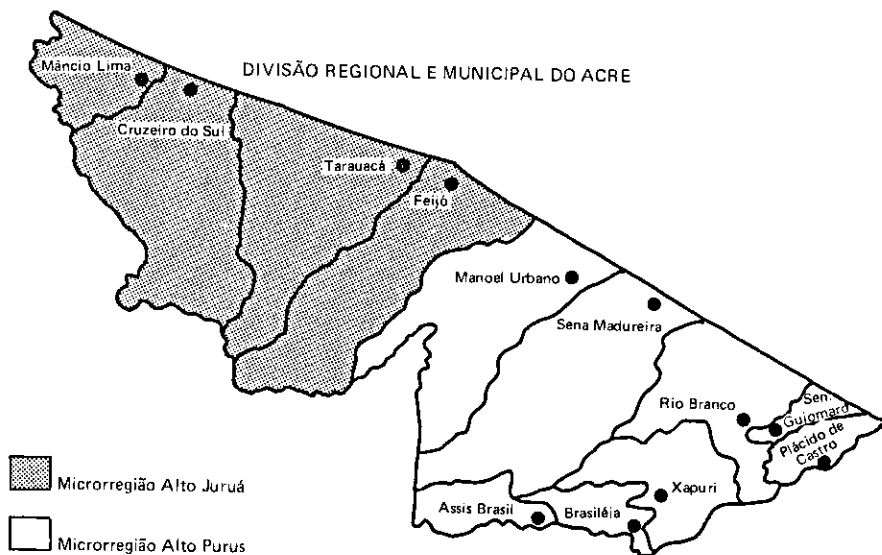 DIVISÃO REGIONAL E MUNICIPAL DO ACRE
Mâncio Lima
Cruzeiro do Sul
Tarauacá
Feijó
Manoel Urbano
Sena Madureira
Rio Branco
Sen.
Guiomard
Plácido de
Castro
Xapuri
Assis Brasil
Brasiléia
Microrregião Alto Juruá
Microrregião Alto Purus